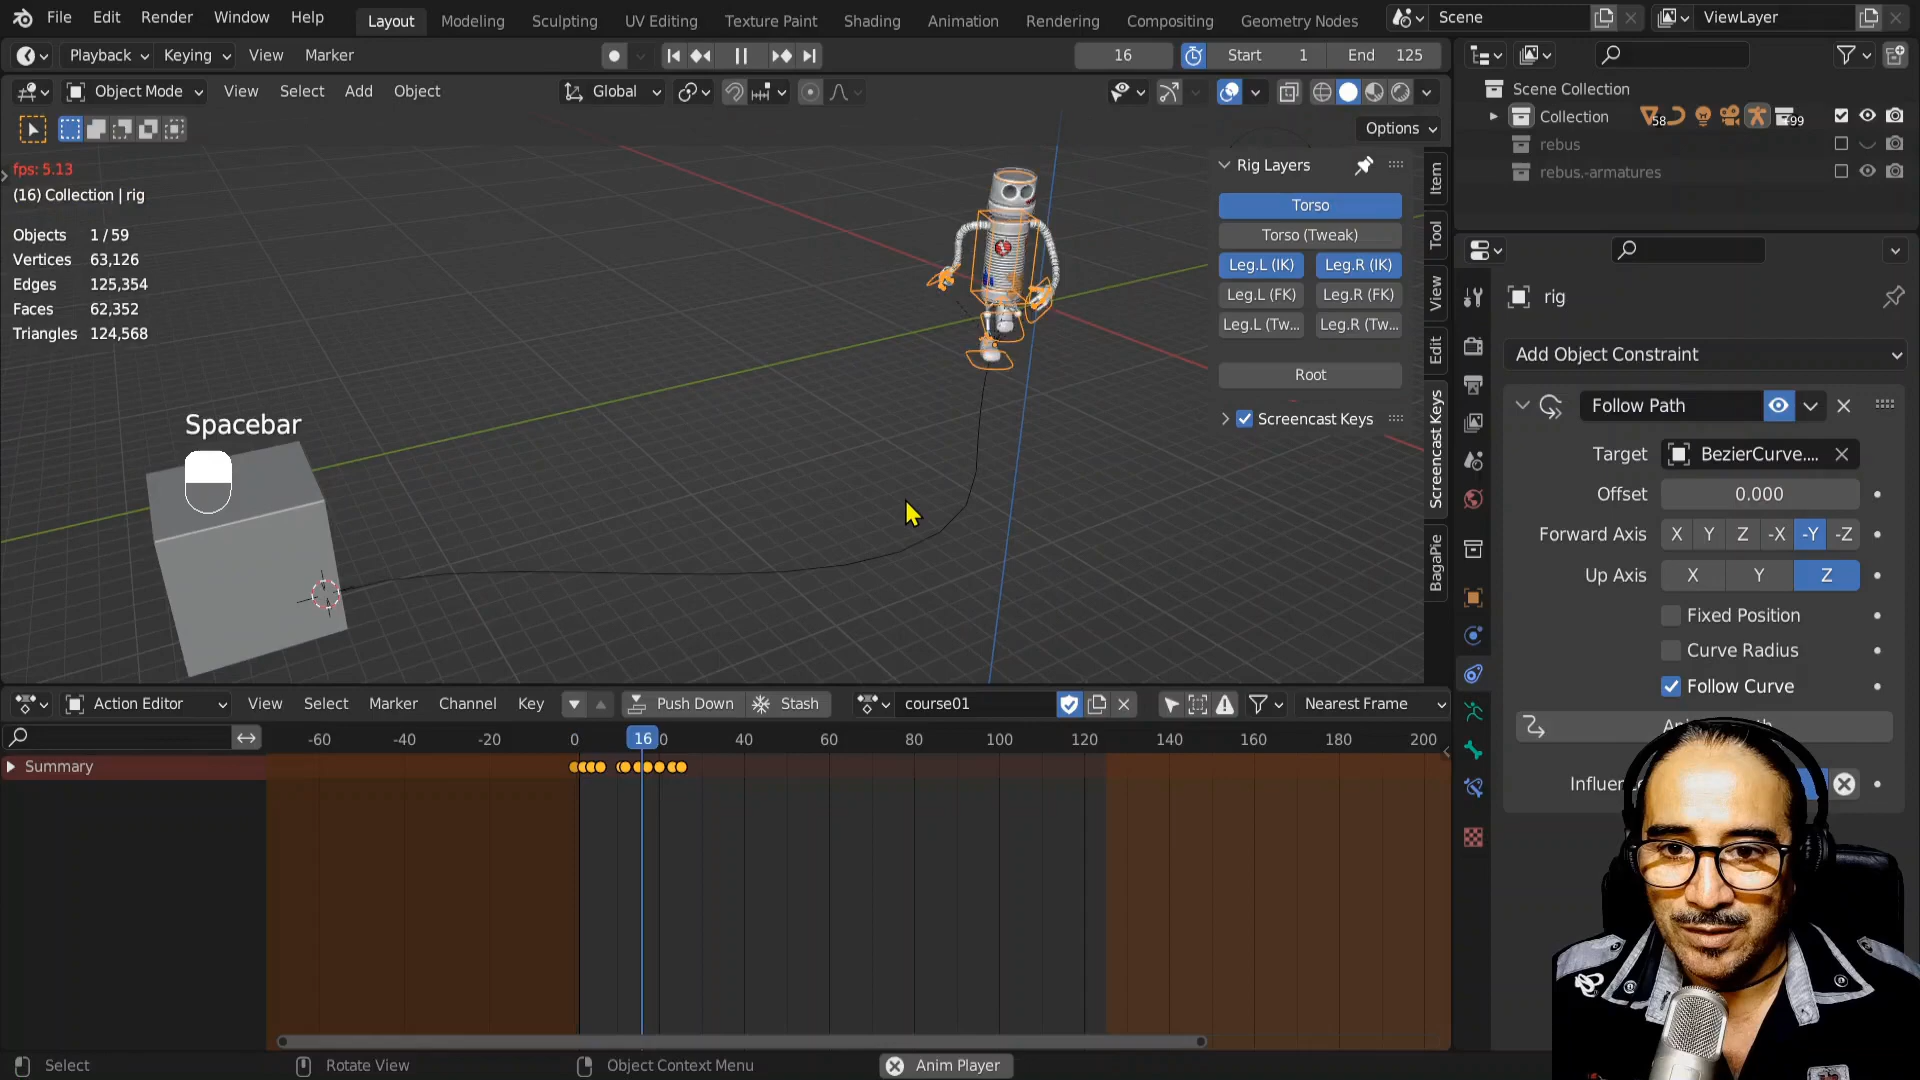 File Edit Render Window Help Layout Modeling Sculpting UV Editing Texture Paint Shading Animation Rendering Compositing Geometry Nodes Scene ViewLayer
Playback Keying View Marker 16 Start 1 End 125
Object Mode View Select Add Object Global
Options
fps: 5.13
(16) Collection | rig
Objects 1 / 59
Vertices 63,126
Edges 125,354
Faces 62,352
Triangles 124,568
Spacebar
Rig Layers
Torso
Torso (Tweak)
Leg.L (IK) Leg.R (IK)
Leg.L (FK) Leg.R (FK)
Leg.L (Tw... Leg.R (Tw...
Root
Screencast Keys
Item
Tool
View
Edit
Screencast Keys
BagaPie
Scene Collection
Collection 58 99
rebus
rebus.-armatures
rig
Add Object Constraint
Follow Path
Target BezierCurve....
Offset 0.000
Forward Axis X Y Z -X -Y -Z
Up Axis X Y Z
Fixed Position
Curve Radius
Follow Curve
Action Editor View Select Marker Channel Key Push Down Stash course01 Nearest Frame
-60 -40 -20 0 16 40 60 80 100 120 140 160 180 200
Summary
Select Rotate View Object Context Menu Anim Player